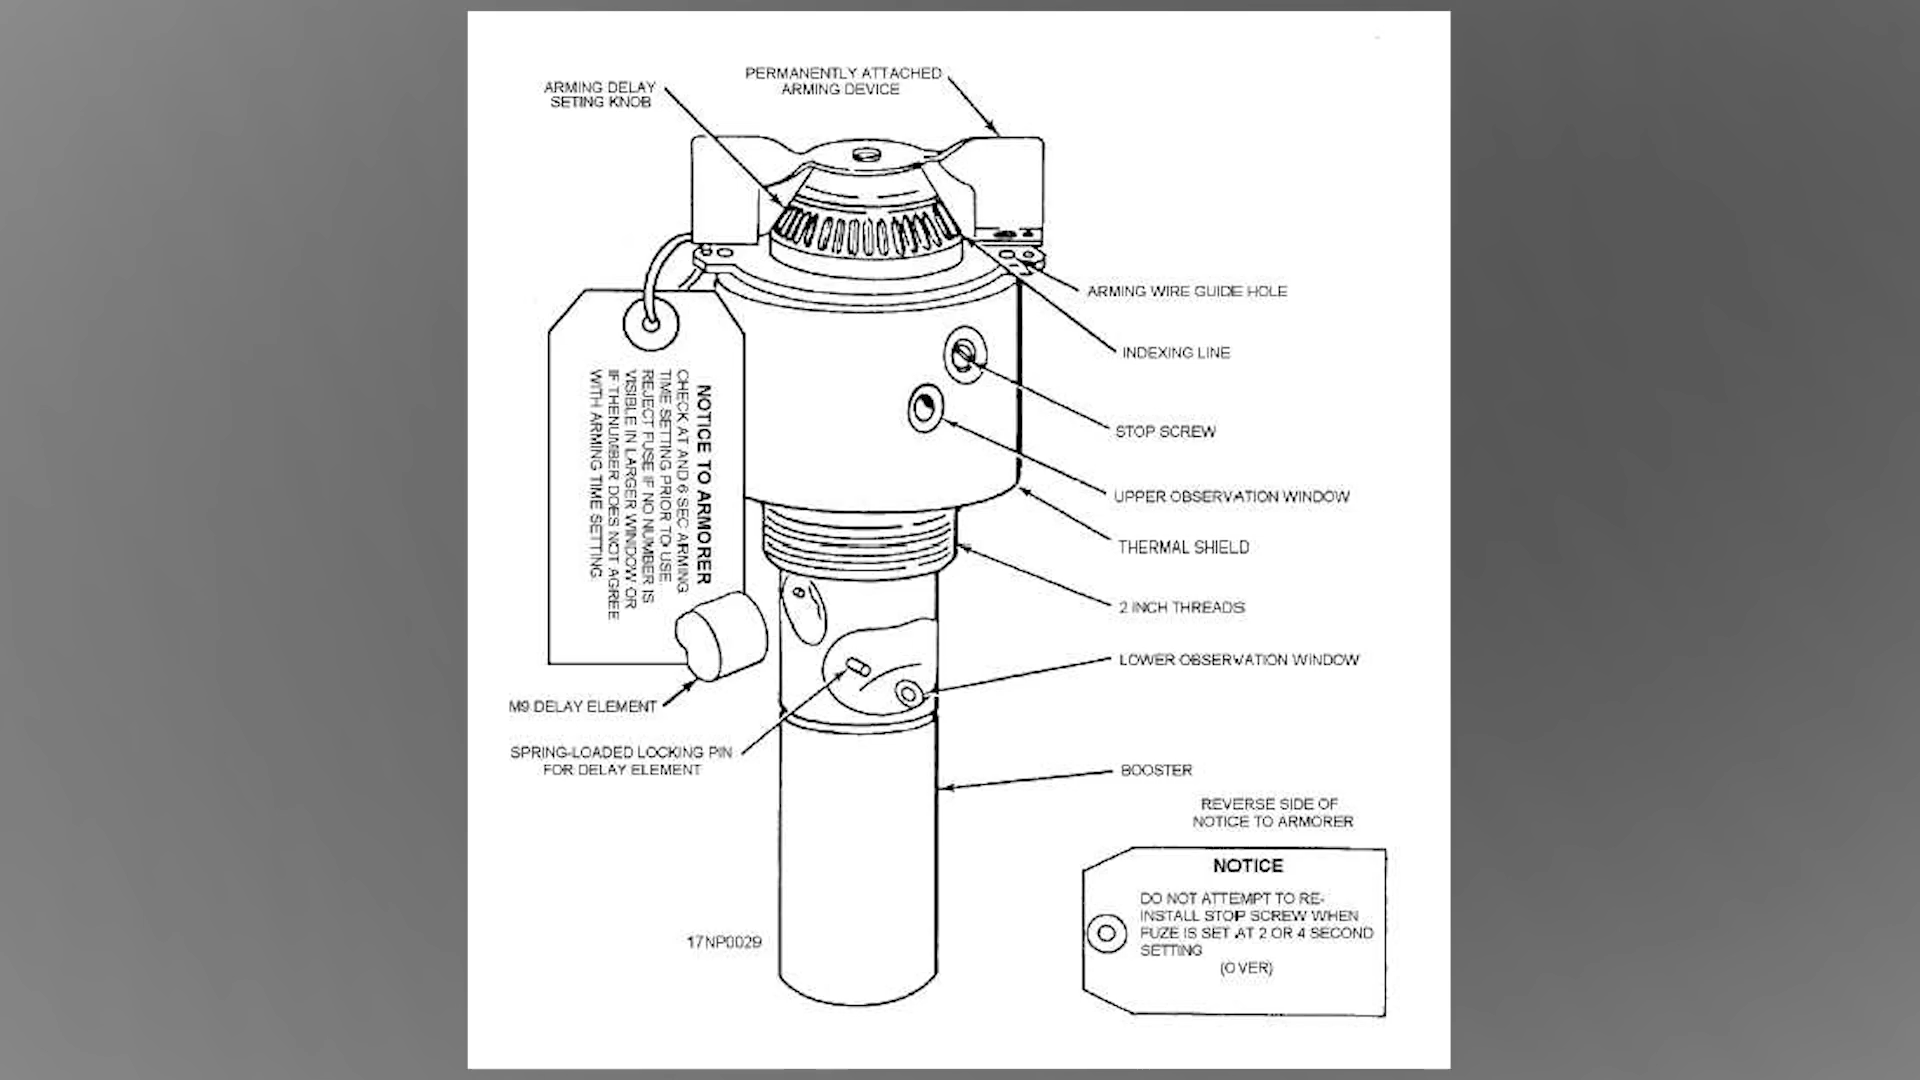 PERMANENTLY ATTACHED
ARMING DEVICE
ARMING DELAY
SETING KNOB
ARMING WIRE GUIDE HOLE
INDEXING LINE
STOP SCREW
UPPER OBSERVATION WINDOW
THERMAL SHIELD
2 INCH THREADS
LOWER OBSERVATION WINDOW
NOTICE TO ARMORER
CHECK AT AND 6 SEC ARMING
TIME SETTING PRIOR TO USE.
REJECT FUSE IF NO NUMBER IS
VISIBLE IN LARGER WINDOW OR
IF THENUMBER DOES NOT AGREE
WITH ARMING TIME SETTING.
M9 DELAY ELEMENT
SPRING-LOADED LOCKING PIN
FOR DELAY ELEMENT
BOOSTER
REVERSE SIDE OF
NOTICE TO ARMORER
NOTICE
DO NOT ATTEMPT TO RE-
INSTALL STOP SCREW WHEN
FUZE IS SET AT 2 OR 4 SECOND
SETTING
(OVER)
17NP0029